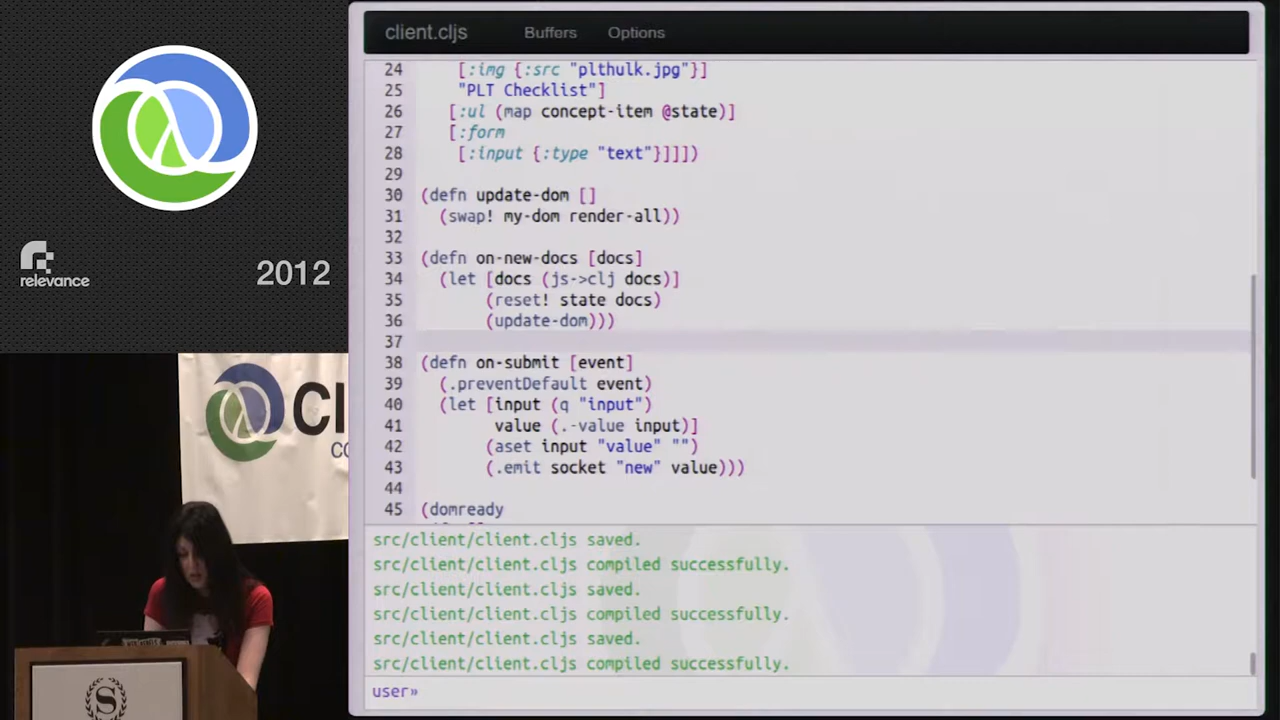 relevance
2012
Cl
CO
S
client.cljs Buffers Options
24 [:img {:src "plthulk.jpg"}]
25 "PLT Checklist"]
26 [:ul (map concept-item @state)]
27 [:form
28 [:input {:type "text"}]]])
29
30 (defn update-dom []
31 (swap! my-dom render-all))
32
33 (defn on-new-docs [docs]
34 (let [docs (js->clj docs)]
35 (reset! state docs)
36 (update-dom)))
37
38 (defn on-submit [event]
39 (.preventDefault event)
40 (let [input (q "input")
41 value (.-value input)]
42 (aset input "value" "")
43 (.emit socket "new" value)))
44
45 (domready
src/client/client.cljs saved.
src/client/client.cljs compiled successfully.
src/client/client.cljs saved.
src/client/client.cljs compiled successfully.
src/client/client.cljs saved.
src/client/client.cljs compiled successfully.
user»